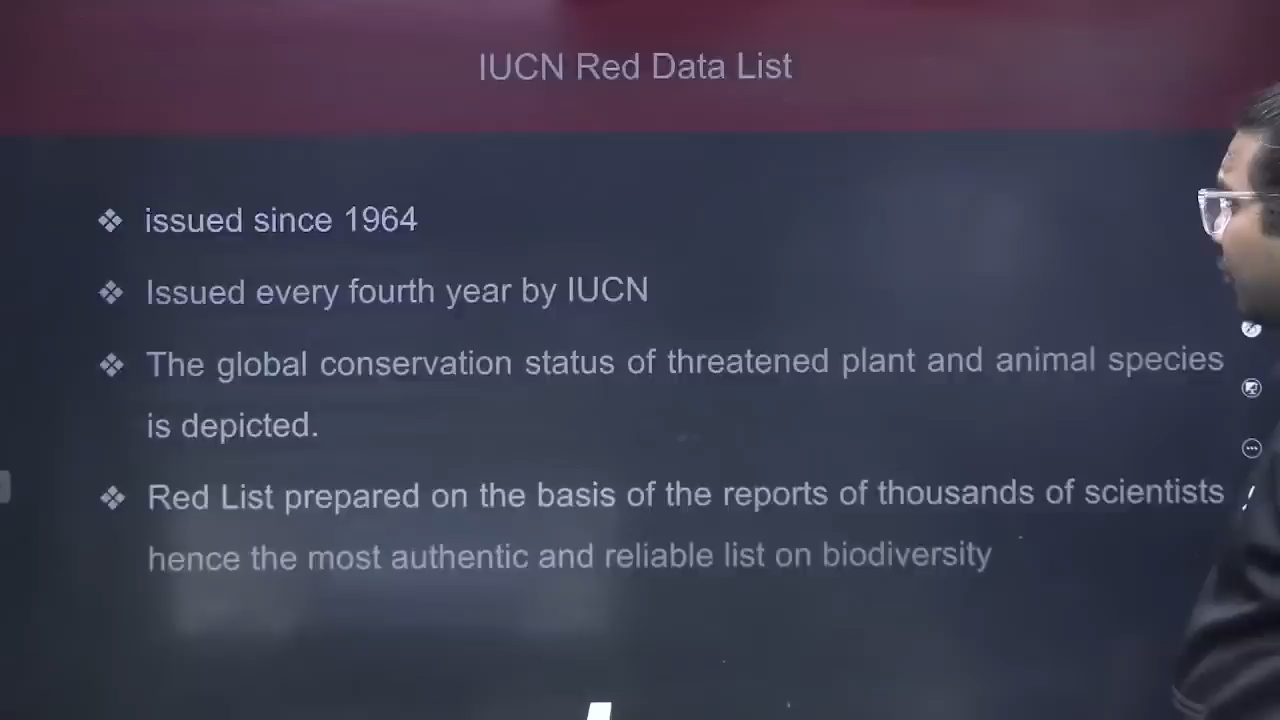 IUCN Red Data List
❖ issued since 1964
❖ Issued every fourth year by IUCN
❖ The global conservation status of threatened plant and animal species
is depicted.
❖ Red List prepared on the basis of the reports of thousands of scientists
hence the most authentic and reliable list on biodiversity